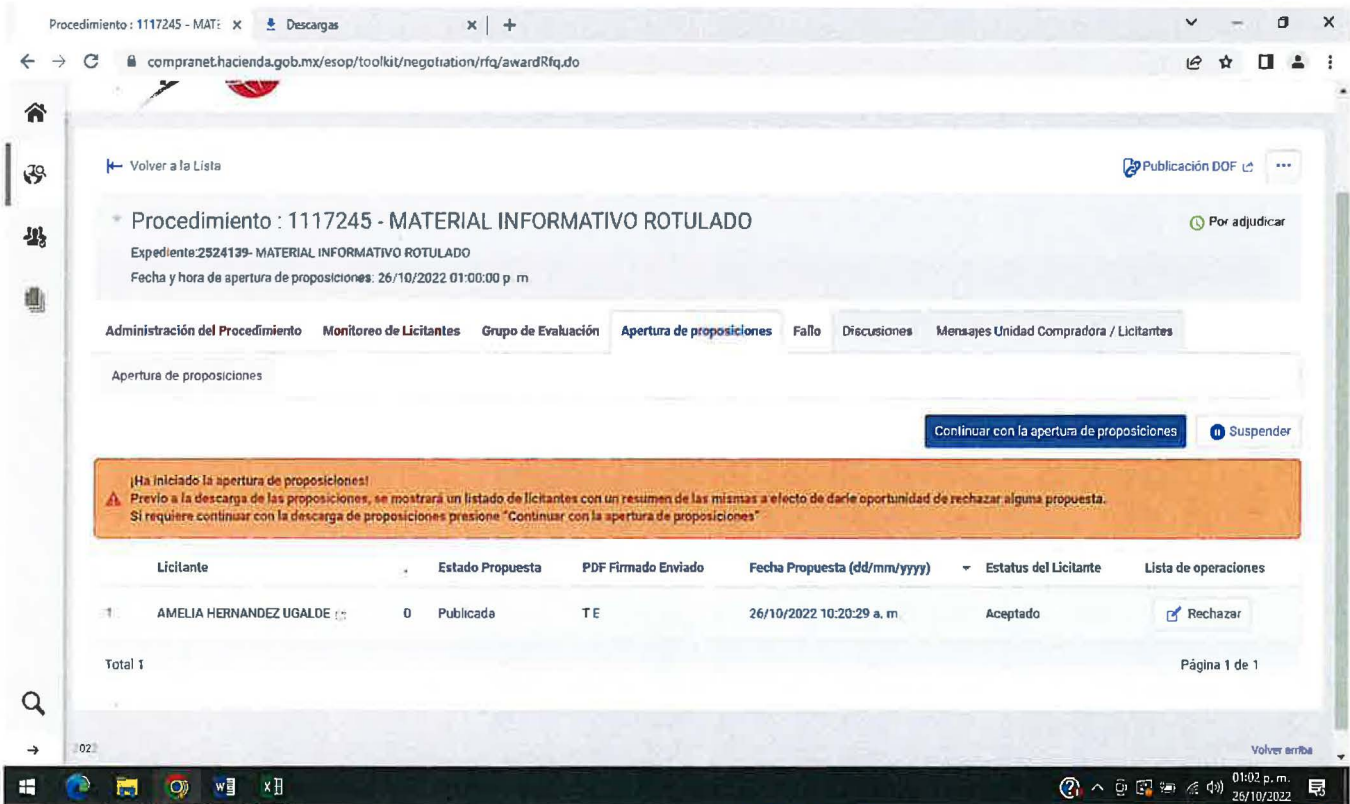 Procedimiento : 1117245 - MAT: X Descargas X +
compranet.hacienda.gob.mx/esop/toolkit/negotiation/rfq/awardRfq.do
Volver a la Lista
Publicación DOF ...
Procedimiento : 1117245 - MATERIAL INFORMATIVO ROTULADO
Por adjudicar
Expediente:2524139- MATERIAL INFORMATIVO ROTULADO
Fecha y hora de apertura de proposiciones: 26/10/2022 01:00:00 p. m.
Administración del Procedimiento Monitoreo de Licitantes Grupo de Evaluación Apertura de proposiciones Fallo Discusiones Mensajes Unidad Compradora / Licitantes
Apertura de proposiciones
Continuar con la apertura de proposiciones Suspender
¡Ha iniciado la apertura de proposiciones!
Previo a la descarga de las proposiciones, se mostrará un listado de licitantes con un resumen de las mismas a efecto de darle oportunidad de rechazar alguna propuesta.
Si requiere continuar con la descarga de proposiciones presione "Continuar con la apertura de proposiciones"
Licitante . Estado Propuesta PDF Firmado Enviado Fecha Propuesta (dd/mm/yyyy) Estatus del Licitante Lista de operaciones
1 AMELIA HERNANDEZ UGALDE 0 Publicada T E 26/10/2022 10:20:29 a. m. Aceptado Rechazar
Total 1 Página 1 de 1
Volver arriba
01:02 p. m.
26/10/2022